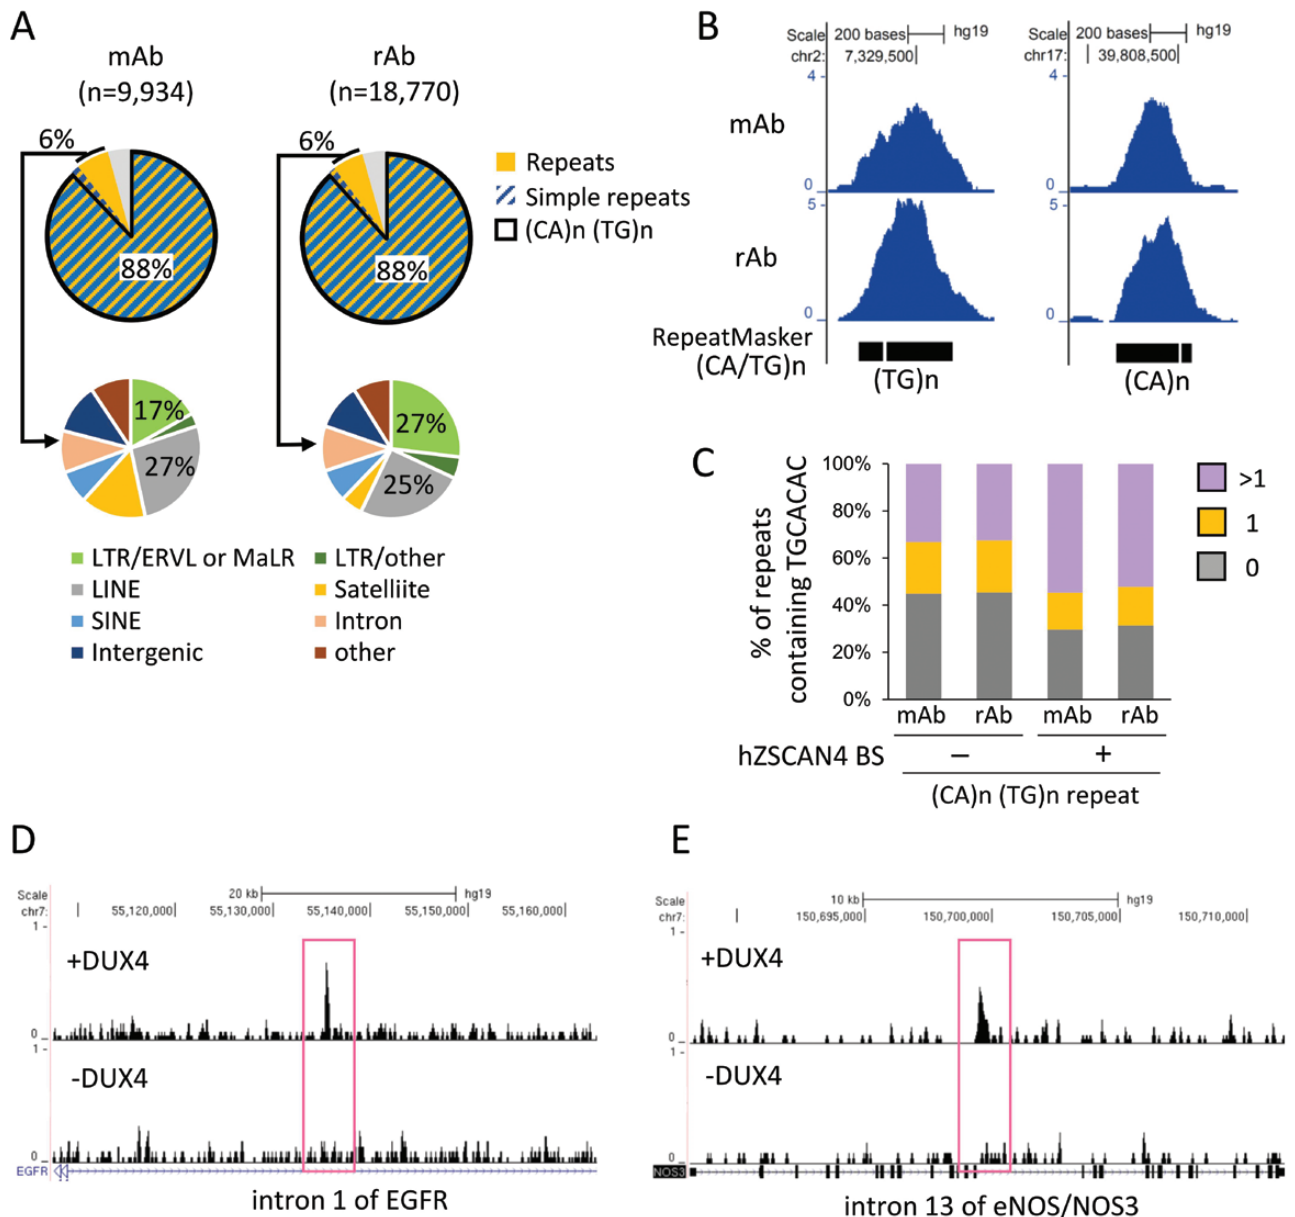 A
mAb
(n=9,934)
rAb
(n=18,770)
6%
6%
88%
88%
Repeats
Simple repeats
(CA)n (TG)n
17%
27%
27%
25%
LTR/ERVL or MaLR
LTR/other
LINE
Satelliite
SINE
Intron
Intergenic
other
B
Scale
200 bases
hg19
chr2:
7,329,500
4
mAb
0
5
rAb
0
Scale
200 bases
hg19
chr17:
39,808,500
4
0
5
0
RepeatMasker
(CA/TG)n
(TG)n
(CA)n
C
% of repeats
containing TGCACAC
100%
80%
60%
40%
20%
0%
>1
1
0
mAb rAb mAb rAb
hZSCAN4 BS – +
(CA)n (TG)n repeat
D
Scale 20 kb hg19
chr7: 55,120,000 55,130,000 55,140,000 55,150,000 55,160,000
1
+DUX4
0
1
-DUX4
0
EGFR
intron 1 of EGFR
E
Scale 10 kb hg19
chr7: 150,695,000 150,700,000 150,705,000 150,710,000
1
+DUX4
0
1
-DUX4
0
NOS3
intron 13 of eNOS/NOS3